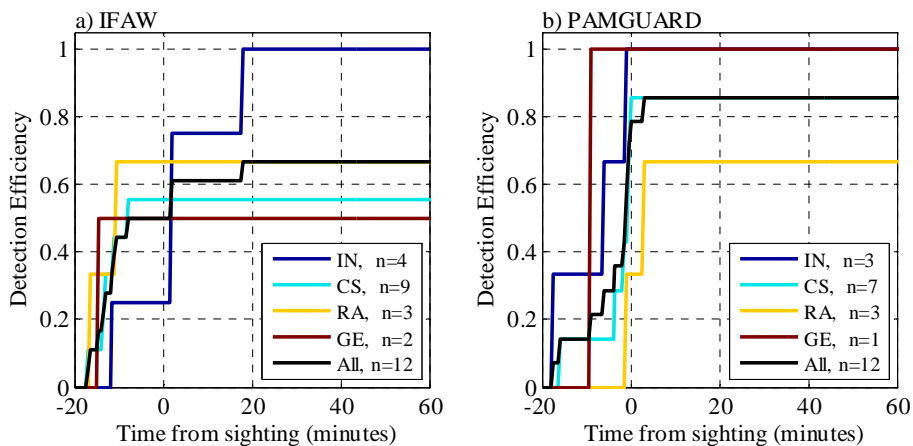 a) IFAW
Detection Efficiency
1
0.8
0.6
0.4
0.2
0
-20 0 20 40 60
Time from sighting (minutes)
IN, n=4
CS, n=9
RA, n=3
GE, n=2
All, n=12
b) PAMGUARD
Detection Efficiency
1
0.8
0.6
0.4
0.2
0
-20 0 20 40 60
Time from sighting (minutes)
IN, n=3
CS, n=7
RA, n=3
GE, n=1
All, n=12